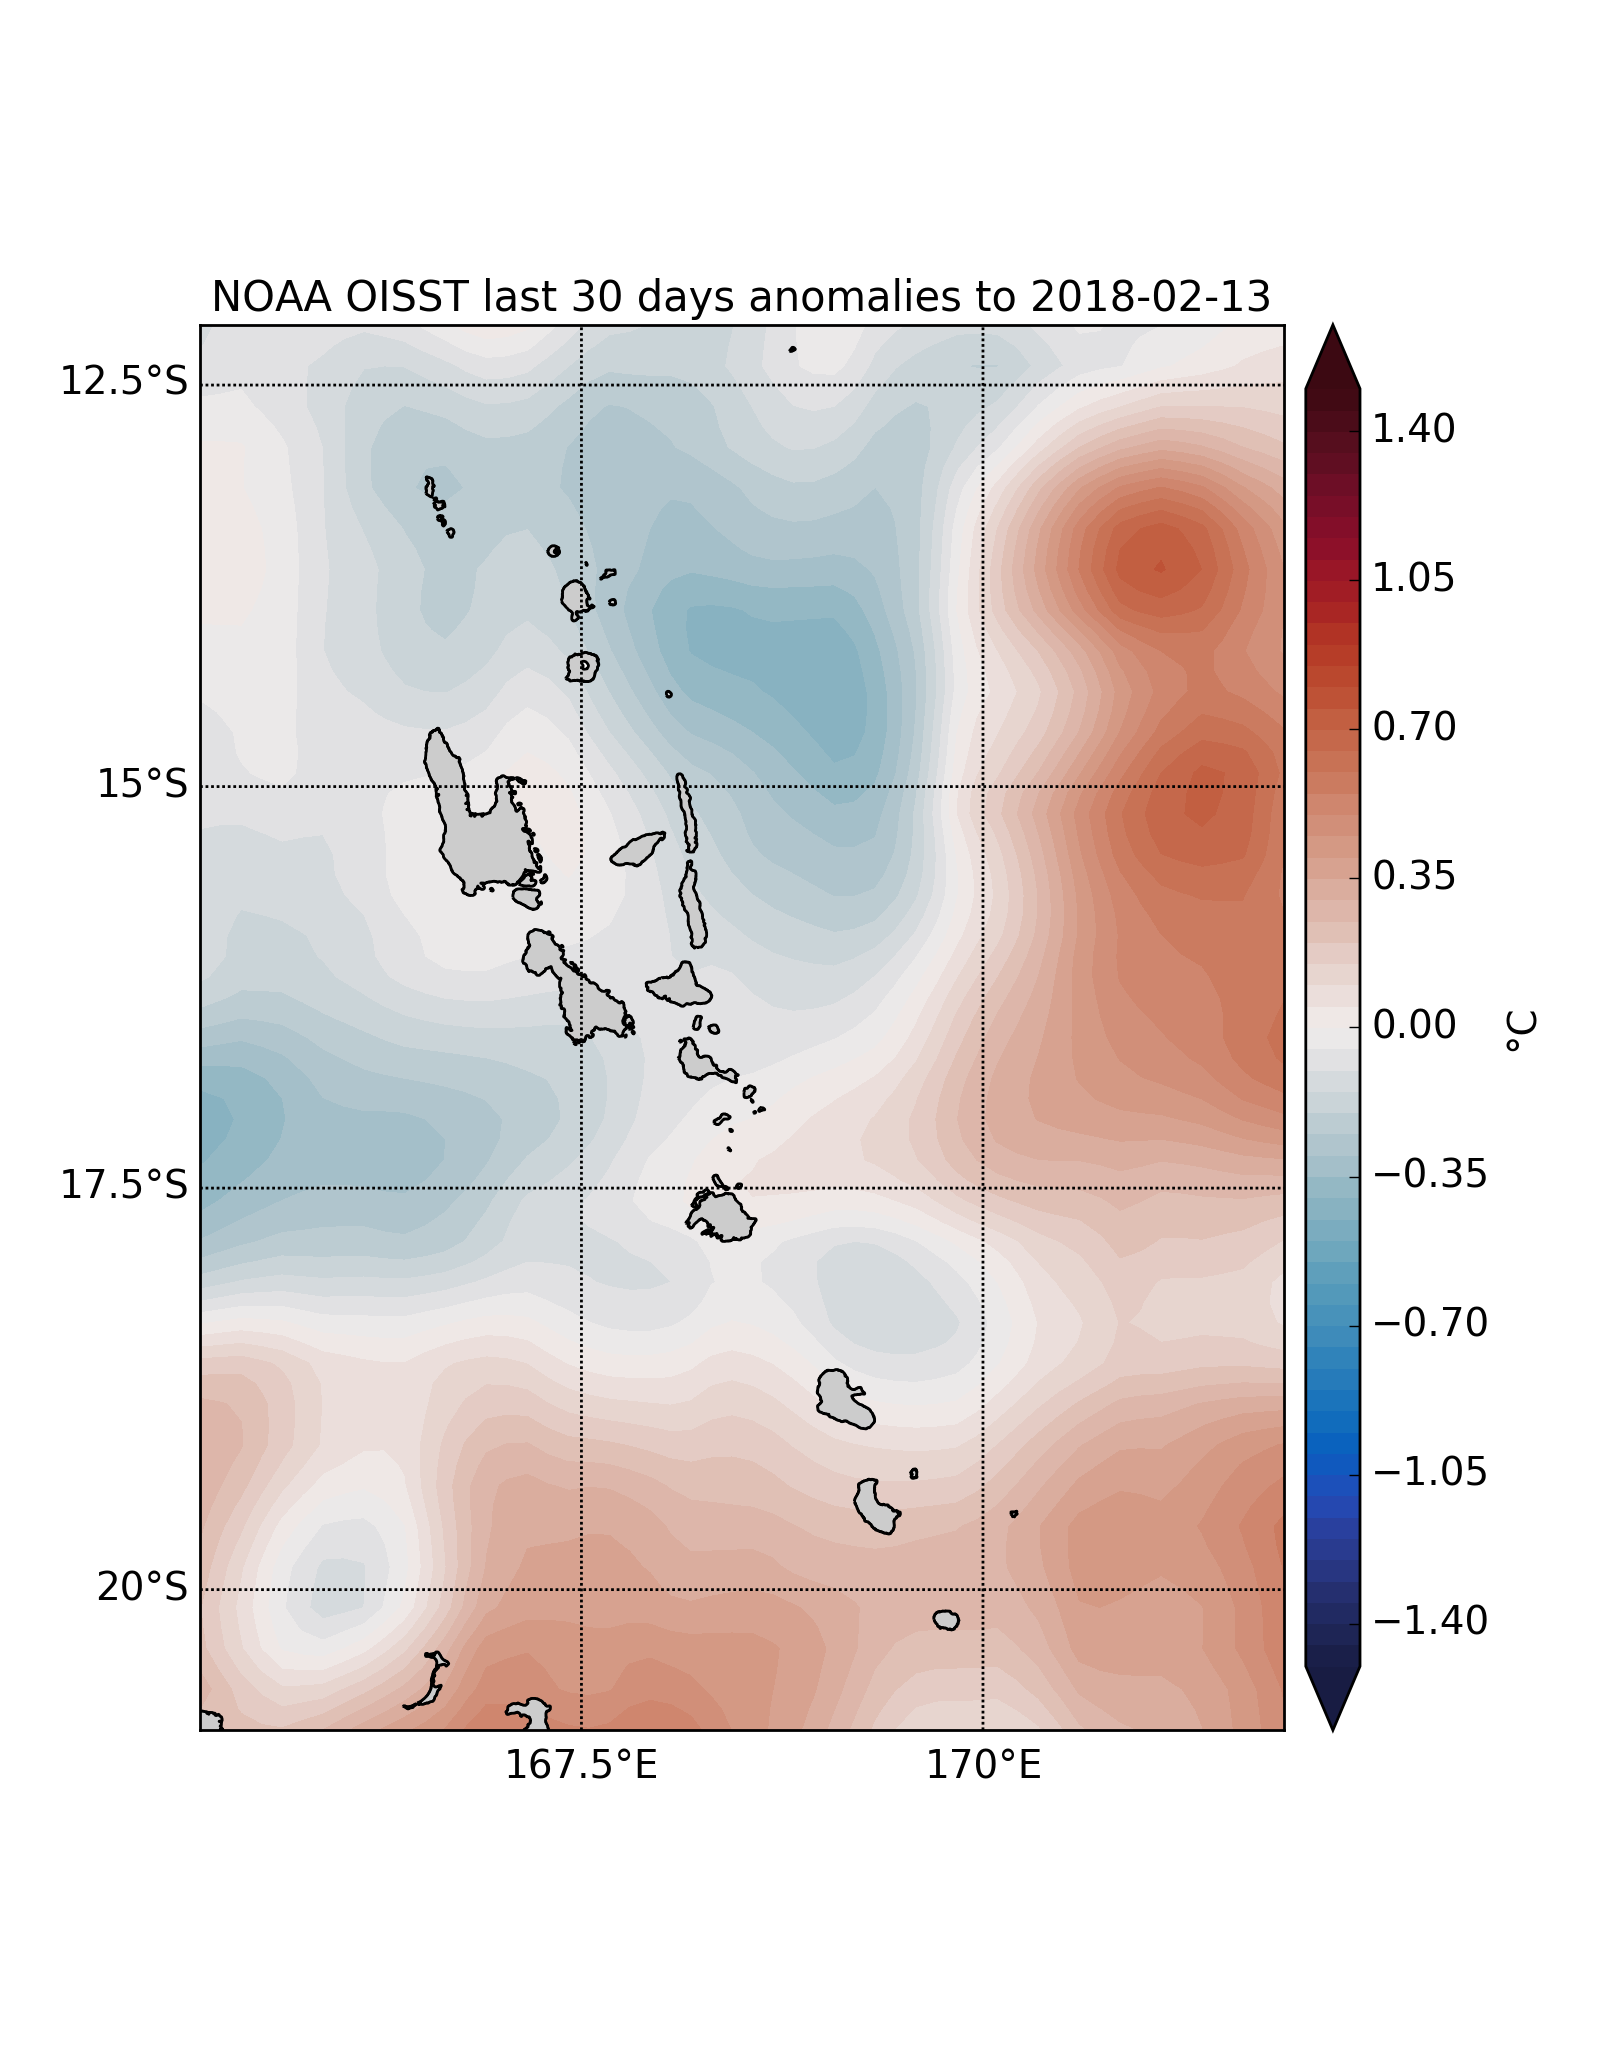 NOAA OISST last 30 days anomalies to 2018-02-13
12.5°S
15°S
17.5°S
20°S
167.5°E
170°E
1.40
1.05
0.70
0.35
0.00
−0.35
−0.70
−1.05
−1.40
°C